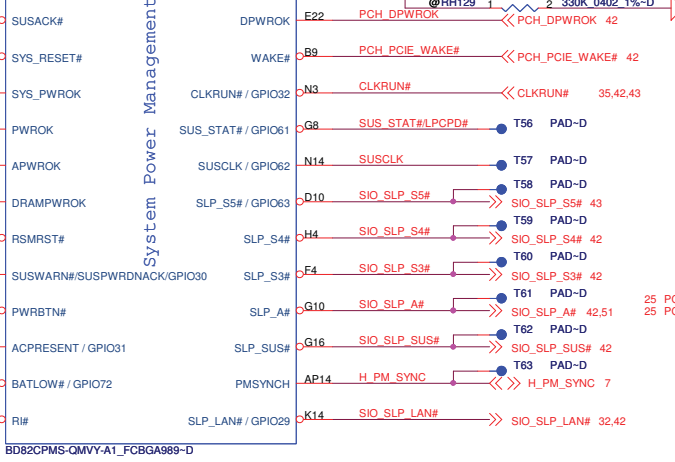 @RH129 1 2 330K_0402_1%~D
SUSACK# DPWROK E22 PCH_DPWROK PCH_DPWROK 42
SYS_RESET# WAKE# B9 PCH_PCIE_WAKE# PCH_PCIE_WAKE# 42
SYS_PWROK CLKRUN# / GPIO32 N3 CLKRUN# CLKRUN# 35,42,43
PWROK SUS_STAT# / GPIO61 G8 SUS_STAT#/LPCPD# T56 PAD~D
APWROK SUSCLK / GPIO62 N14 SUSCLK T57 PAD~D
T58 PAD~D
DRAMPWROK SLP_S5# / GPIO63 D10 SIO_SLP_S5# SIO_SLP_S5# 43
T59 PAD~D
RSMRST# SLP_S4# H4 SIO_SLP_S4# SIO_SLP_S4# 42
T60 PAD~D
SUSWARN#/SUSPWRDNACK/GPIO30 SLP_S3# F4 SIO_SLP_S3# SIO_SLP_S3# 42
T61 PAD~D 25
PWRBTN# SLP_A# G10 SIO_SLP_A# SIO_SLP_A# 42,51 25
T62 PAD~D
ACPRESENT / GPIO31 SLP_SUS# G16 SIO_SLP_SUS# SIO_SLP_SUS# 42
T63 PAD~D
BATLOW# / GPIO72 PMSYNCH AP14 H_PM_SYNC H_PM_SYNC 7
RI# SLP_LAN# / GPIO29 K14 SIO_SLP_LAN# SIO_SLP_LAN# 32,42
System Power Management
BD82CPMS-QMVY-A1_FCBGA989~D